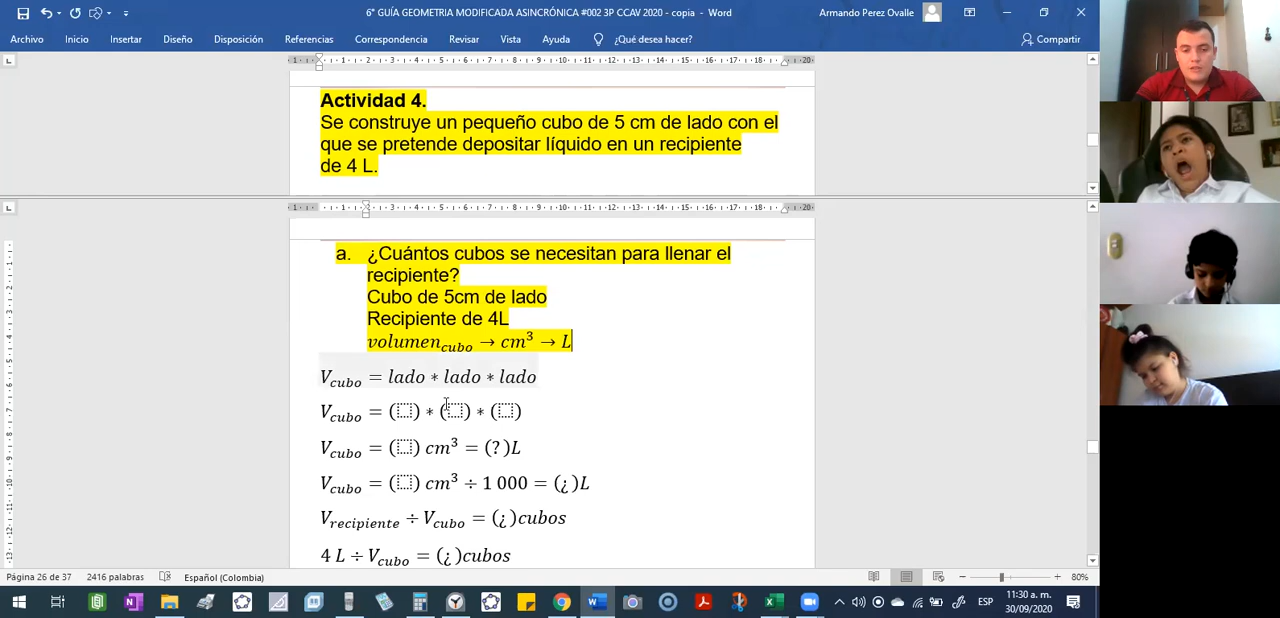 6° GUÍA GEOMETRIA MODIFICADA ASINCRÓNICA #002 3P CCAV 2020 - copia - Word
Armando Perez Ovalle
Archivo Inicio Insertar Diseño Disposición Referencias Correspondencia Revisar Vista Ayuda ¿Qué desea hacer? Compartir
Actividad 4.
Se construye un pequeño cubo de 5 cm de lado con el
que se pretende depositar líquido en un recipiente
de 4 L.
a. ¿Cuántos cubos se necesitan para llenar el
recipiente?
Cubo de 5cm de lado
Recipiente de 4L
volumen_cubo → cm³ → L
V_cubo = lado * lado * lado
V_cubo = (⬚) * (⬚) * (⬚)
V_cubo = (⬚) cm³ = (?)L
V_cubo = (⬚) cm³ ÷ 1 000 = (¿)L
V_recipiente ÷ V_cubo = (¿)cubos
4 L ÷ V_cubo = (¿)cubos
Página 26 de 37 2416 palabras Español (Colombia) 80%
ESP
11:30 a. m.
30/09/2020